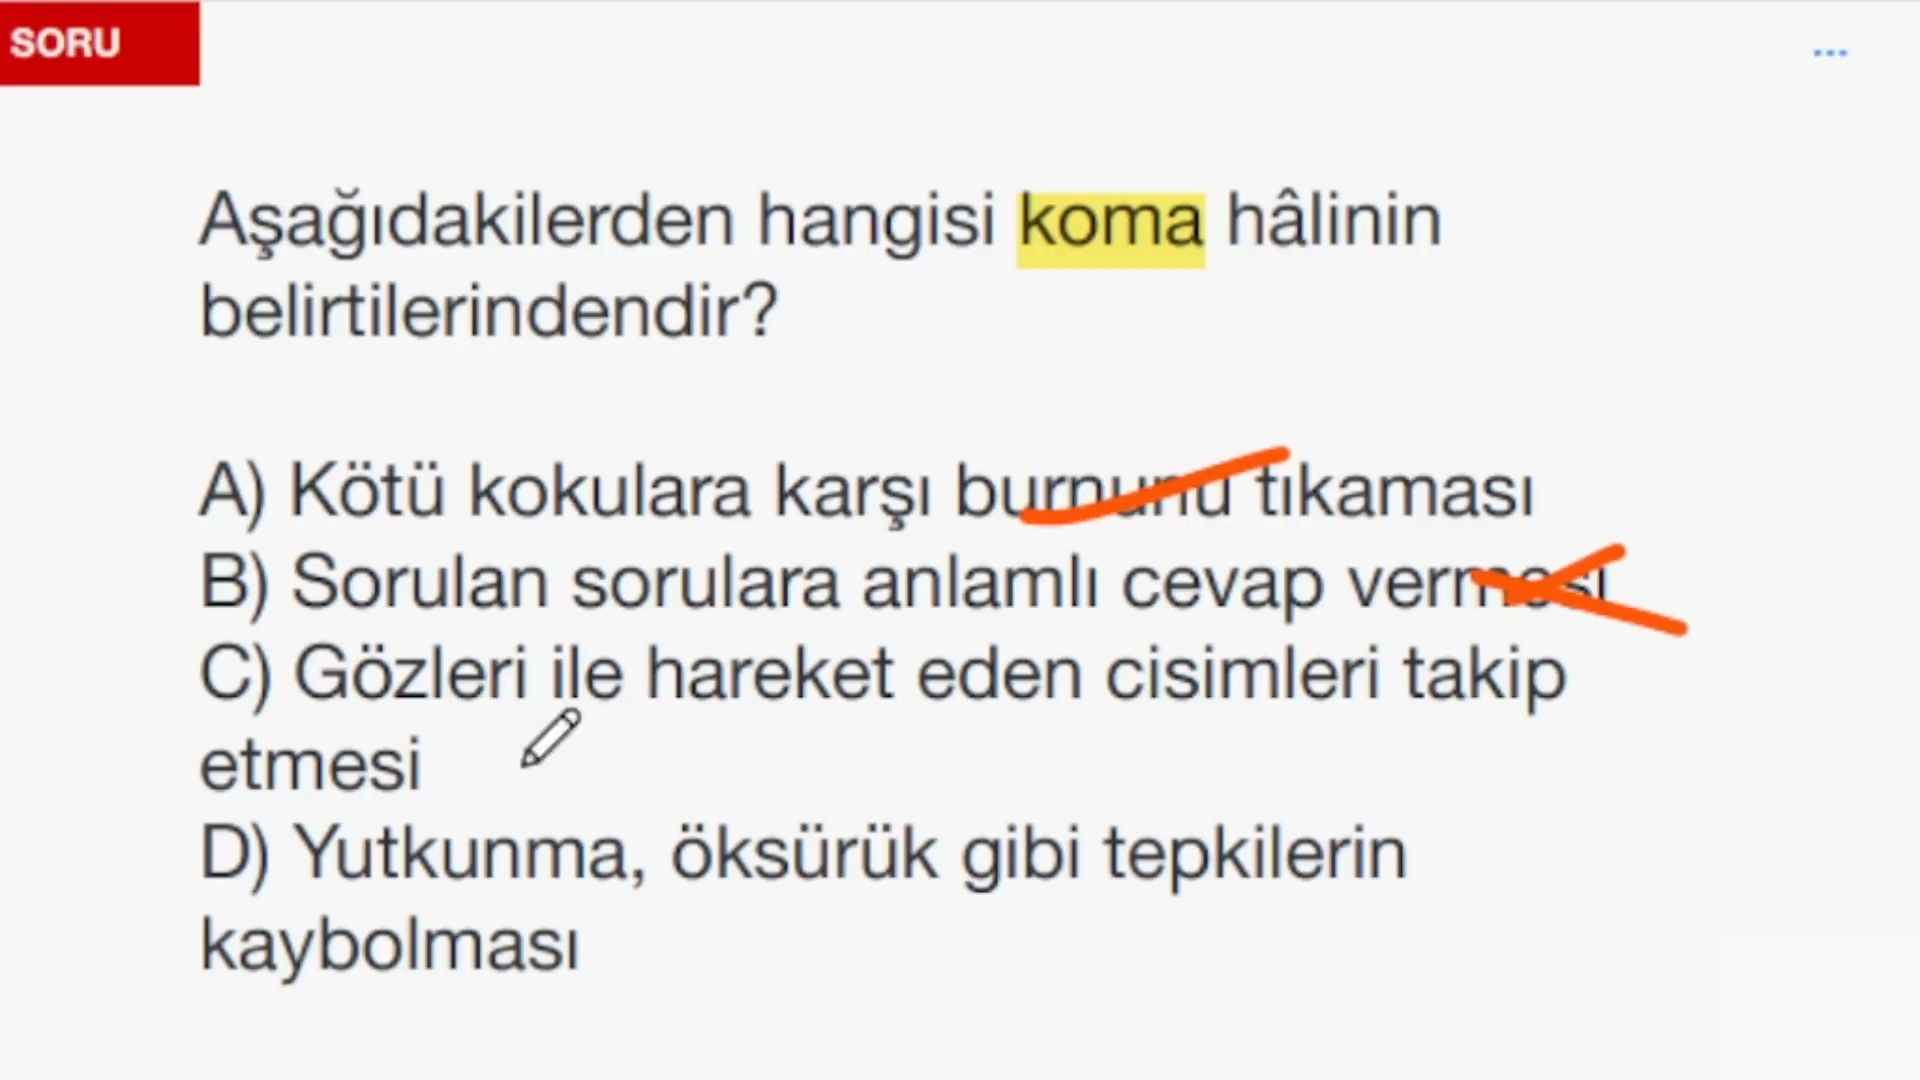 SORU
...
Aşağıdakilerden hangisi koma hâlinin
belirtilerindendir?
A) Kötü kokulara karşı burnunu tıkaması
B) Sorulan sorulara anlamlı cevap vermesi
C) Gözleri ile hareket eden cisimleri takip
etmesi
D) Yutkunma, öksürük gibi tepkilerin
kaybolması